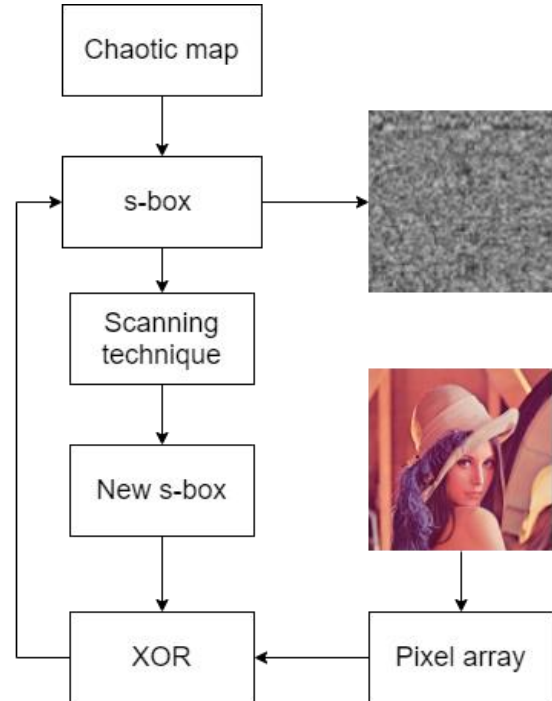 Chaotic map
s-box
Scanning
technique
New s-box
XOR
Pixel array